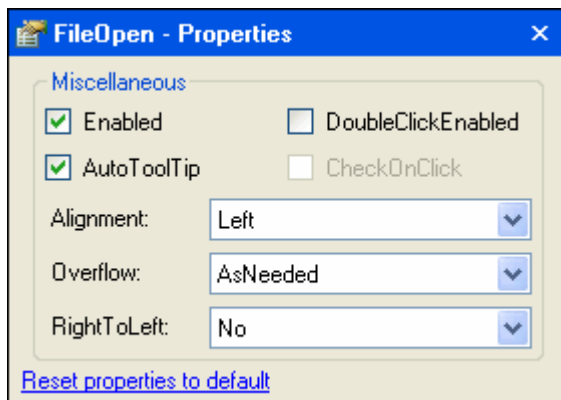 FileOpen - Properties
Miscellaneous
Enabled DoubleClickEnabled
AutoToolTip CheckOnClick
Alignment: Left
Overflow: AsNeeded
RightToLeft: No
Reset properties to default